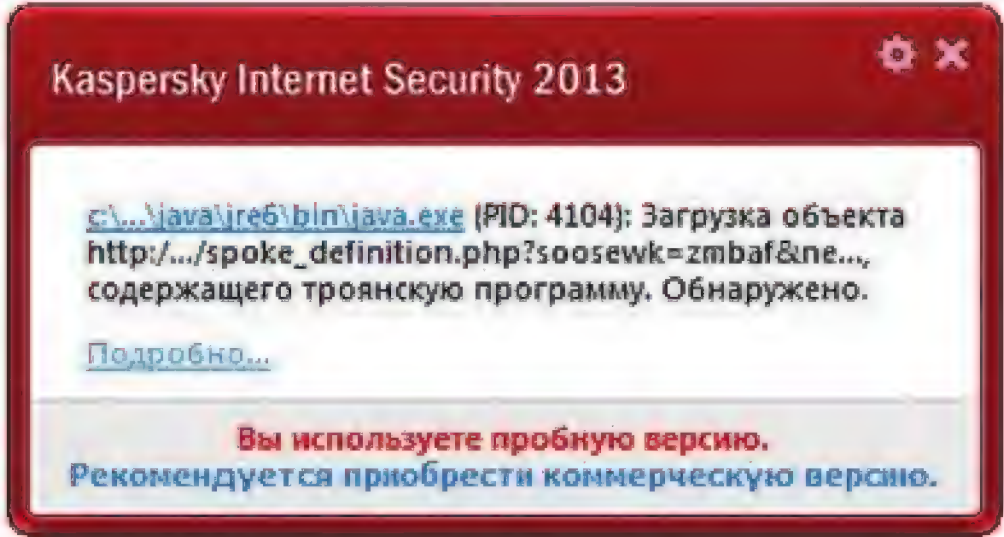 Kaspersky Internet Security 2013
c:\...\java\jre6\bin\java.exe (PID: 4104): Загрузка объекта
http:/.../spoke_definition.php?soosewk=zmbaf&ne...,
содержащего троянскую программу. Обнаружено.
Подробно...
Вы используете пробную версию.
Рекомендуется приобрести коммерческую версию.